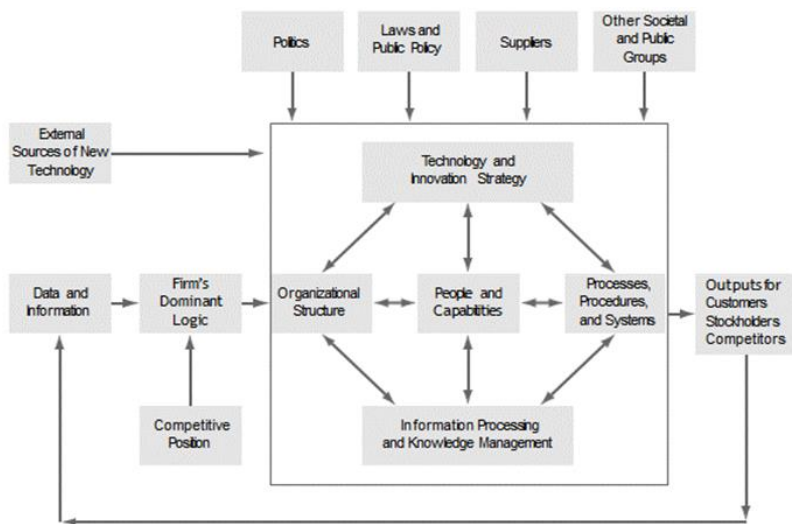 Politics
Laws and
Public Policy
Suppliers
Other Societal
and Public
Groups
External
Sources of New
Technology
Technology and
Innovation Strategy
Data and
Information
Firm's
Dominant
Logic
Organizational
Structure
People and
Capabilities
Processes,
Procedures,
and Systems
Outputs for
Customers
Stockholders
Competitors
Competitive
Position
Information Processing
and Knowledge Management